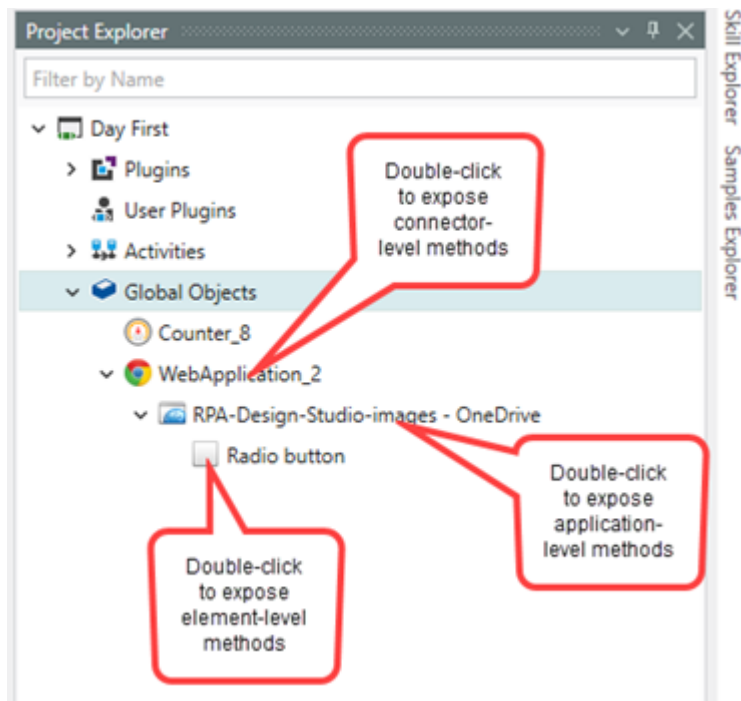 Project Explorer
Filter by Name
Day First
Plugins
User Plugins
Activities
Global Objects
Counter_8
WebApplication_2
RPA-Design-Studio-images - OneDrive
Radio button
Double-click
to expose
connector-
level methods
Double-click
to expose
application-
level methods
Double-click
to expose
element-level
methods
Skill Explorer
Samples Explorer